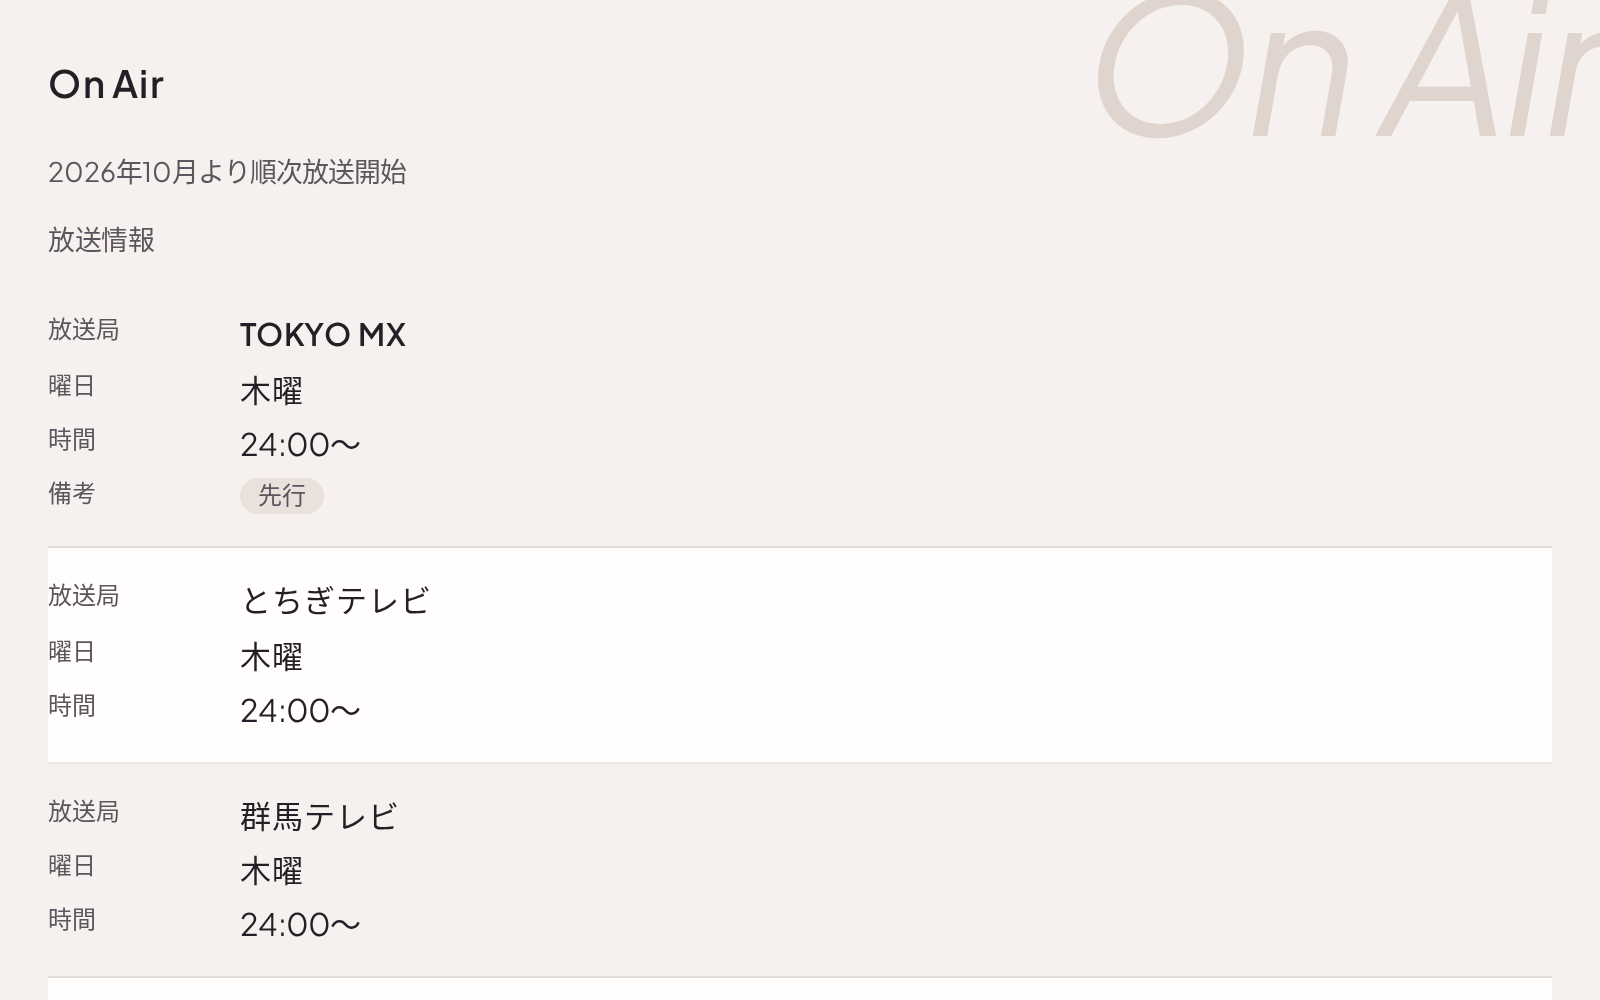 On Air
On Air
2026年10月より順次放送開始
放送情報
放送局 TOKYO MX
曜日 木曜
時間 24:00〜
備考 先行
放送局 とちぎテレビ
曜日 木曜
時間 24:00〜
放送局 群馬テレビ
曜日 木曜
時間 24:00〜